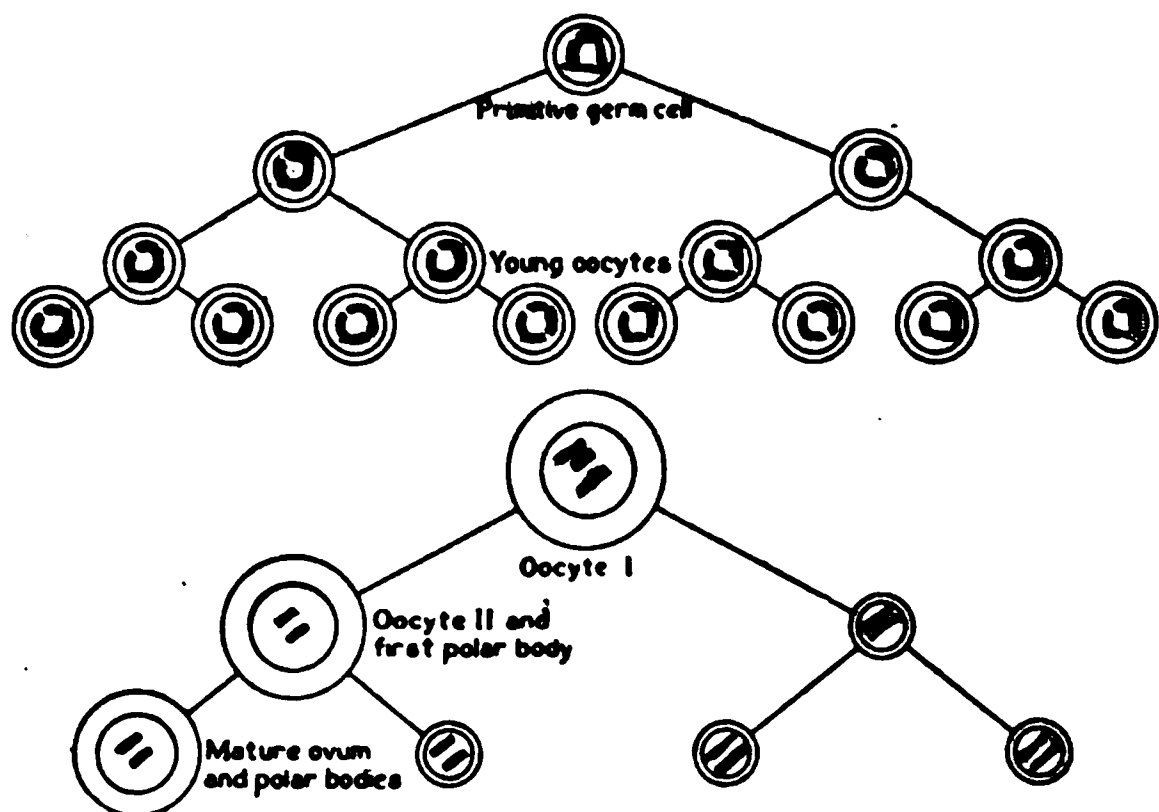 Primitive germ cell
Young oocytes
Oocyte I
Oocyte II and
first polar body
Mature ovum
and polar bodies